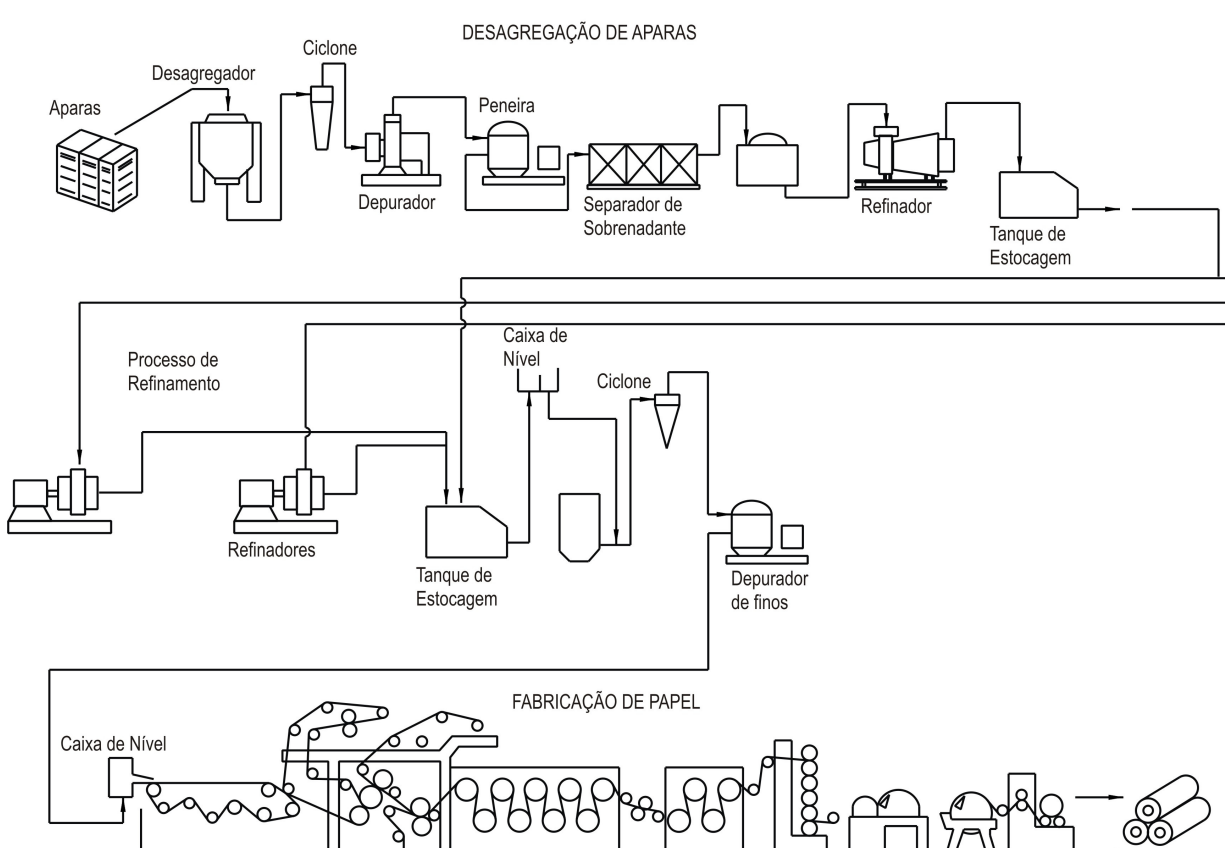 DESAGREGAÇÃO DE APARAS
Ciclone
Desagregador
Aparas
Peneira
Depurador
Separador de
Sobrenadante
Refinador
Tanque de
Estocagem
Processo de
Refinamento
Caixa de
Nível
Ciclone
Refinadores
Tanque de
Estocagem
Depurador
de finos
FABRICAÇÃO DE PAPEL
Caixa de Nível